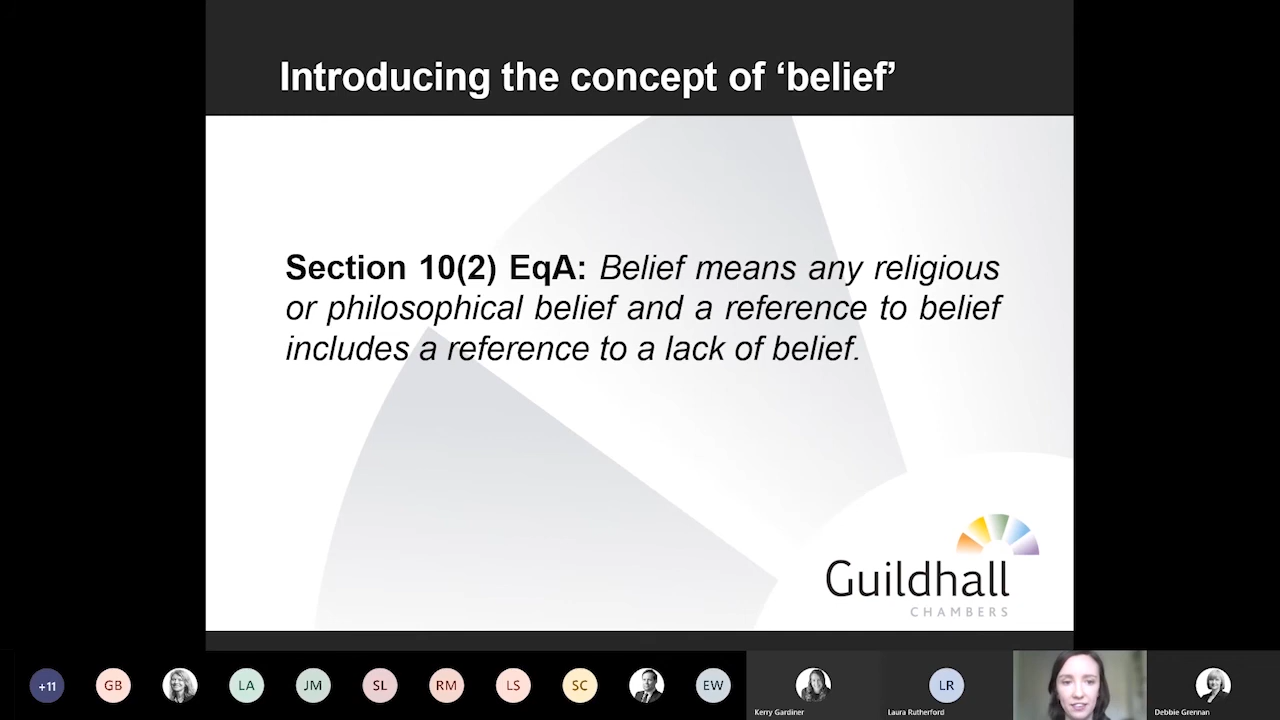 Introducing the concept of ‘belief’
Section 10(2) EqA: Belief means any religious
or philosophical belief and a reference to belief
includes a reference to a lack of belief.
Guildhall
CHAMBERS
+11
GB
LA
JM
SL
RM
LS
SC
EW
Kerry Gardiner
LR
Laura Rutherford
Debbie Grennan